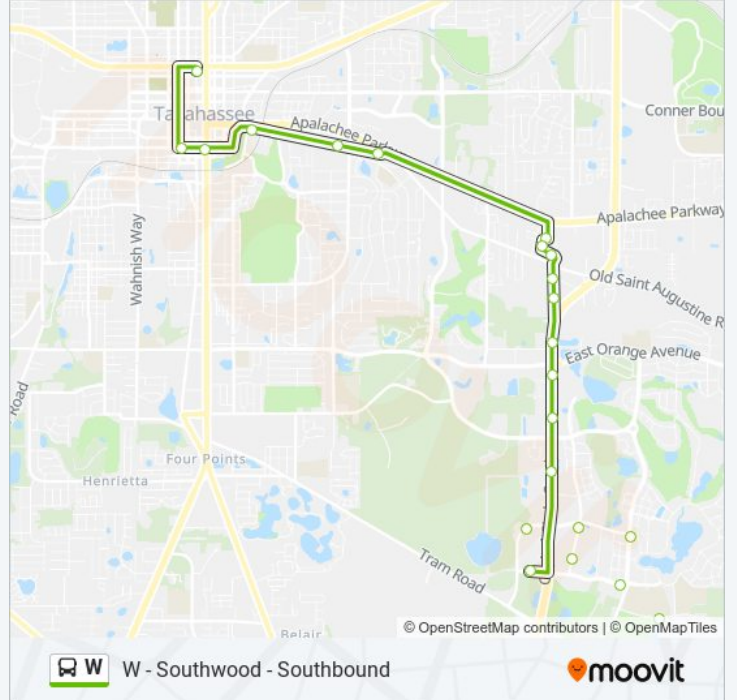 Tallahassee
Conner Bou
Apalachee Parkway
Apalachee Parkway
Wahnish Way
Old Saint Augustine R
East Orange Avenue
Road
Four Points
Henrietta
Tram Road
Belair
© OpenStreetMap contributors | © OpenMapTiles
W W - Southwood - Southbound moovit